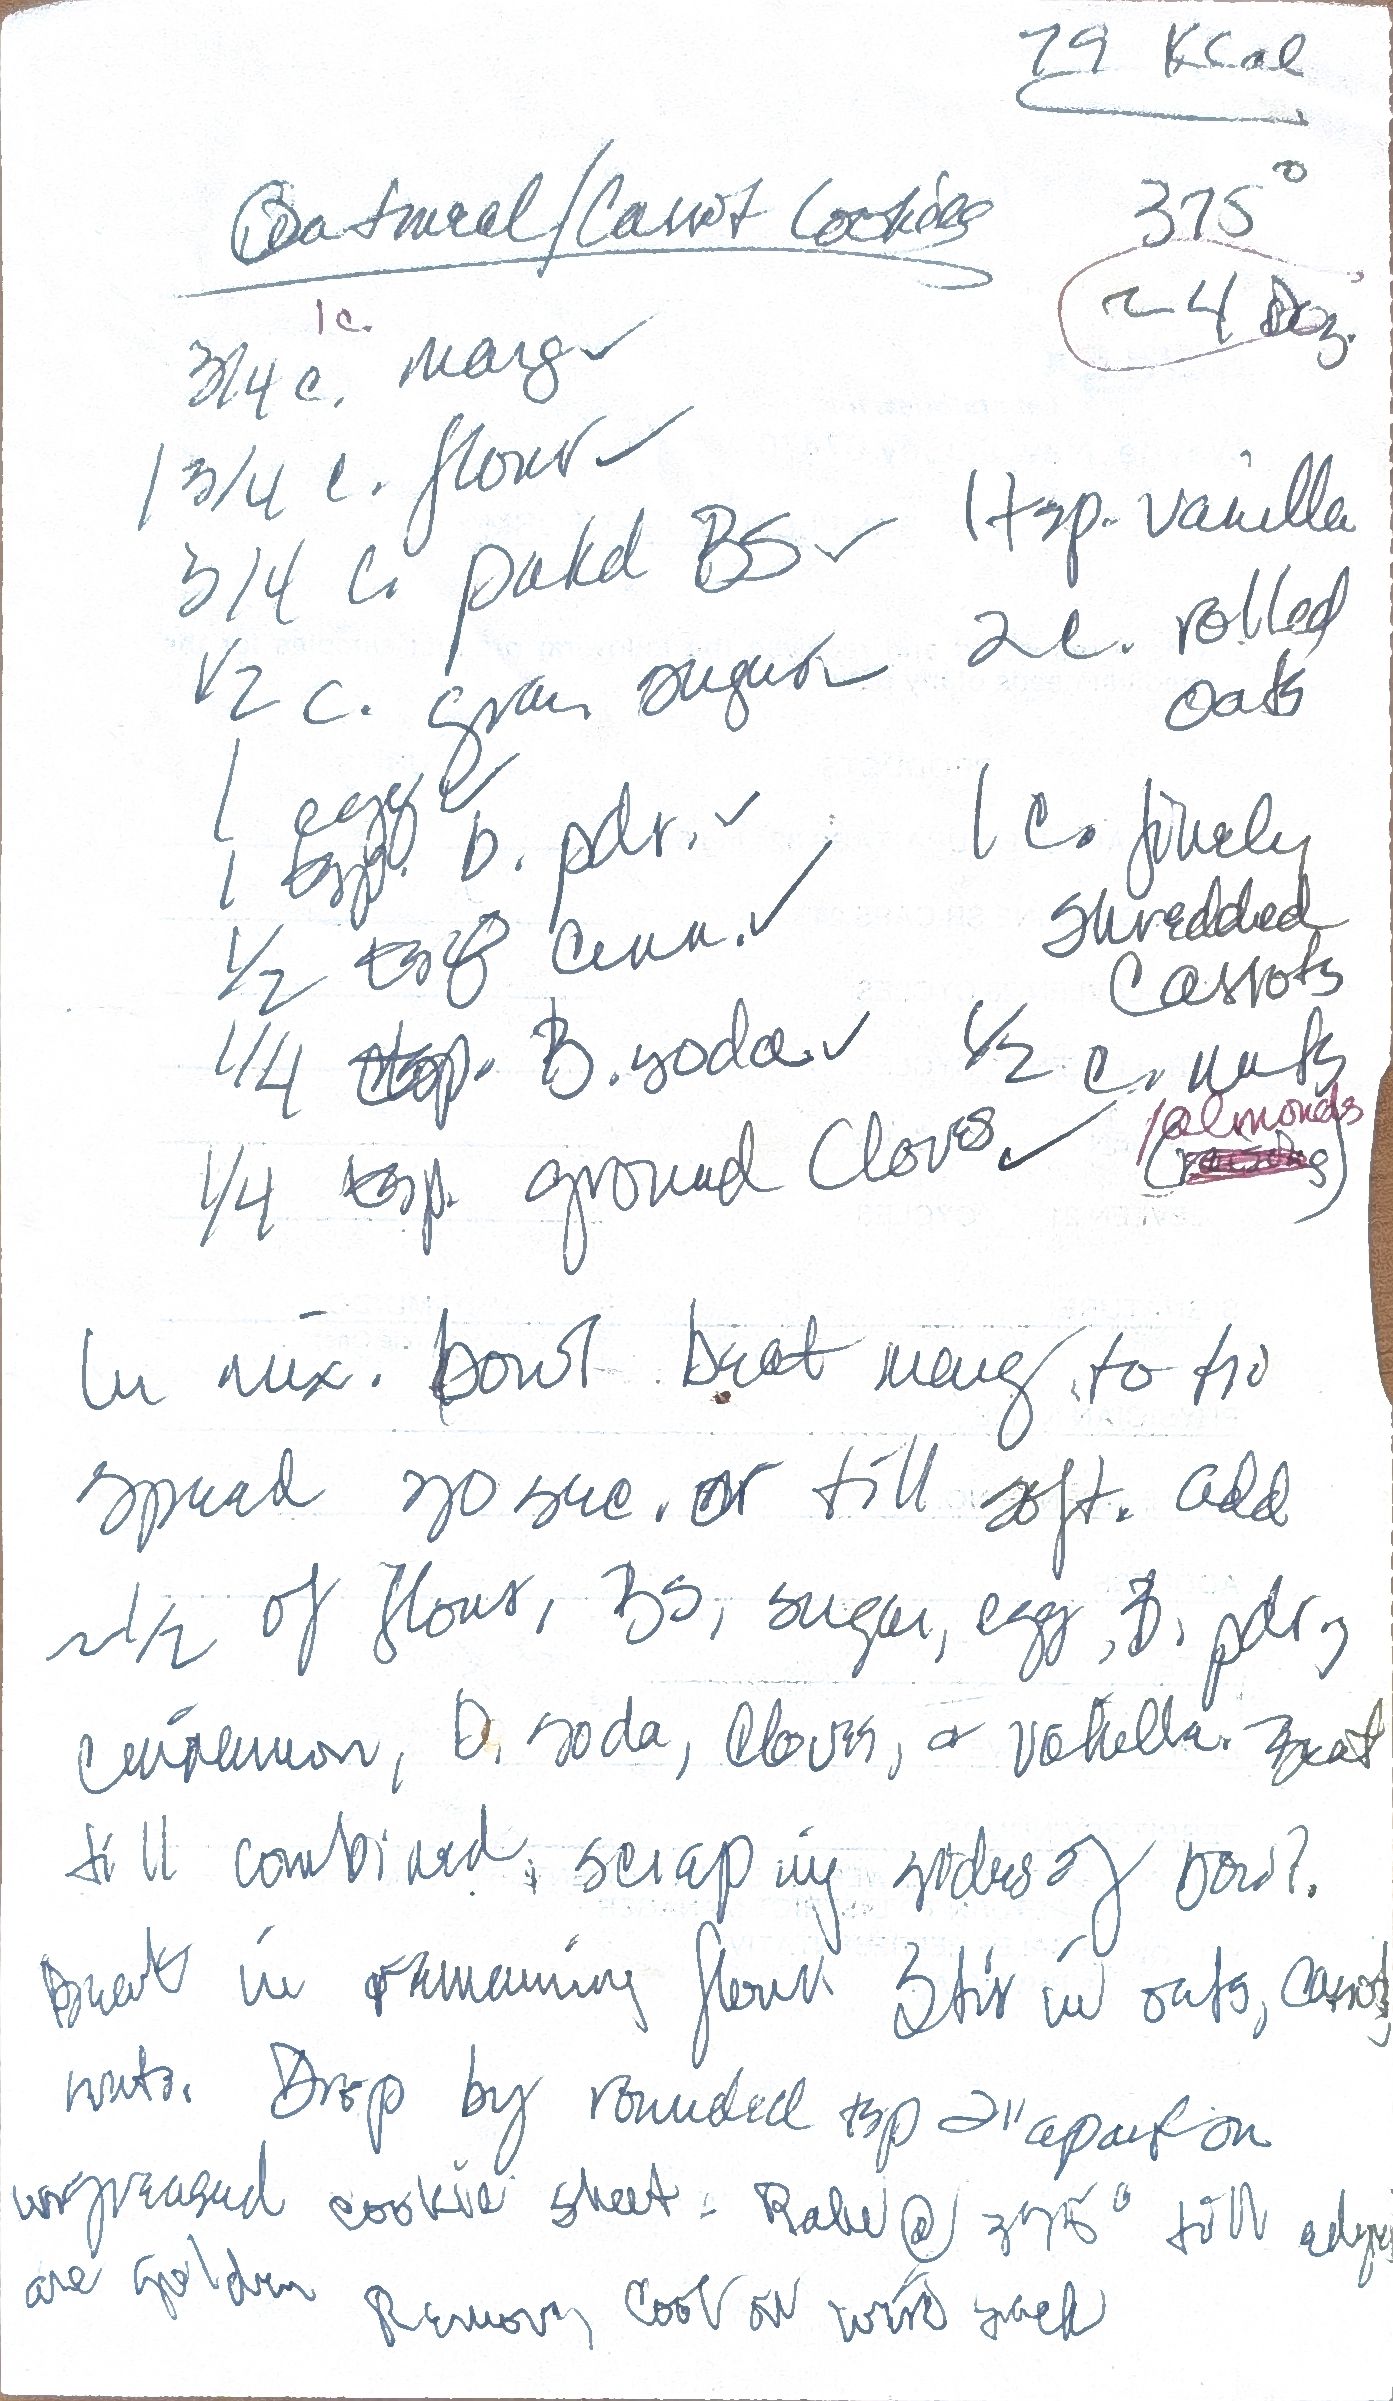 79 KCal
Oatmeal/Carrot Cookies 375°
~4 Doz.
1 c.
3/4 c. marg
1 3/4 c. flour
3/4 c. pakd BS
1/2 c. gran sugar
1 egg
1 tsp. b. pdr.
1/2 tsp cinn.
1/4 tsp. B. soda
1/4 tsp. ground Cloves
1 tsp. vanilla
2 c. rolled
oats
1 c. finely
shredded
carrots
1/2 c. nuts
/almonds
(raisins)
In mix. bowl beat marg to
spread 30 sec. or till soft. add
~1/2 of flour, BS, sugar, egg, B. pdr,
cinnamon, b. soda, cloves, & vanilla. Beat
till combined, scraping sides of bowl.
Beat in remaining flour Stir in oats, carrots,
nuts. Drop by rounded tsp 2" apart on
ungreased cookie sheet. Bake @ 375° till edges
are golden Remove, cool on wire rack